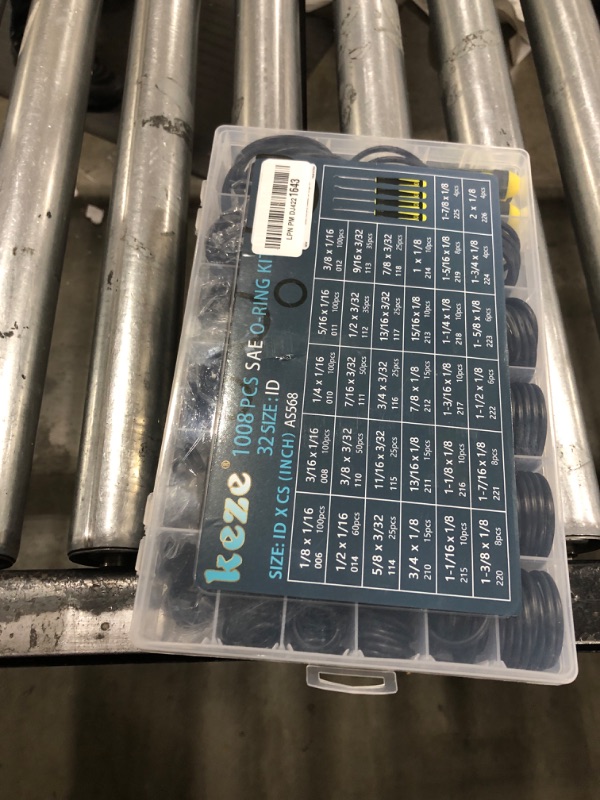 LPN PM DJ422 1643
keze®
1008 PCS SAE O-RING KIT
32 SIZE: ID
SIZE: ID X CS (INCH) AS568
1/8 x 1/16
006 100pcs
3/16 x 1/16
008 100pcs
1/4 x 1/16
010 100pcs
5/16 x 1/16
011 100pcs
3/8 x 1/16
012 100pcs
1/2 x 1/16
014 60pcs
3/8 x 3/32
110 50pcs
7/16 x 3/32
111 50pcs
1/2 x 3/32
112 35pcs
9/16 x 3/32
113 35pcs
5/8 x 3/32
114 25pcs
11/16 x 3/32
115 25pcs
3/4 x 3/32
116 25pcs
13/16 x 3/32
117 25pcs
7/8 x 3/32
118 25pcs
3/4 x 1/8
210 15pcs
13/16 x 1/8
211 15pcs
7/8 x 1/8
212 15pcs
15/16 x 1/8
213 10pcs
1 x 1/8
214 10pcs
1-1/16 x 1/8
215 10pcs
1-1/8 x 1/8
216 10pcs
1-3/16 x 1/8
217 10pcs
1-1/4 x 1/8
218 10pcs
1-5/16 x 1/8
219 8pcs
1-7/8 x 1/8
225 4pcs
1-3/8 x 1/8
220 8pcs
1-7/16 x 1/8
221 8pcs
1-1/2 x 1/8
222 6pcs
1-5/8 x 1/8
223 6pcs
1-3/4 x 1/8
224 4pcs
2 x 1/8
226 4pcs